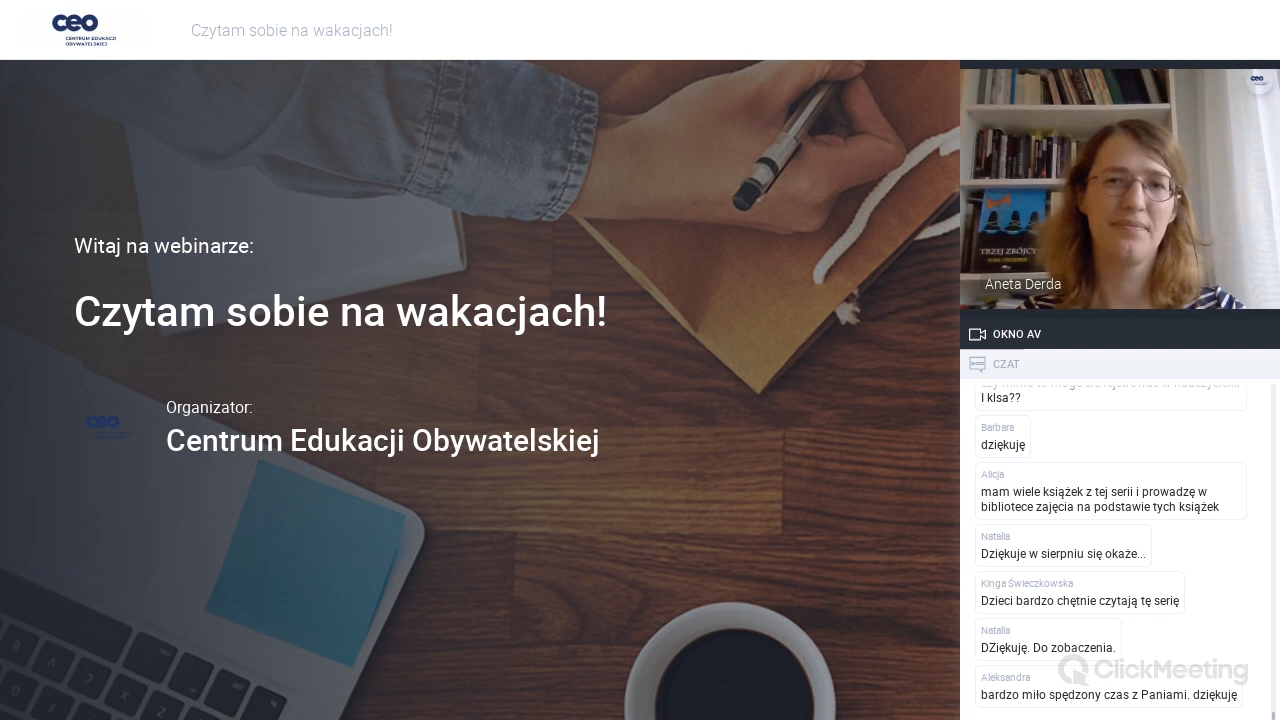 ceo
CENTRUM EDUKACJI
OBYWATELSKIEJ
Czytam sobie na wakacjach!
Witaj na webinarze:
Czytam sobie na wakacjach!
Organizator:
Centrum Edukacji Obywatelskiej
ceo
ceo
TRZEJ ZBÓJCY
Aneta Derda
OKNO AV
CZAT
I klsa??
Barbara
dziękuję
Alicja
mam wiele książek z tej serii i prowadzę w
bibliotece zajęcia na podstawie tych książek
Natalia
Dziękuje w sierpniu się okaże...
Kinga Świeczkowska
Dzieci bardzo chętnie czytają tę serię
Natalia
DZiękuję. Do zobaczenia.
ClickMeeting
Aleksandra
bardzo miło spędzony czas z Paniami. dziękuję